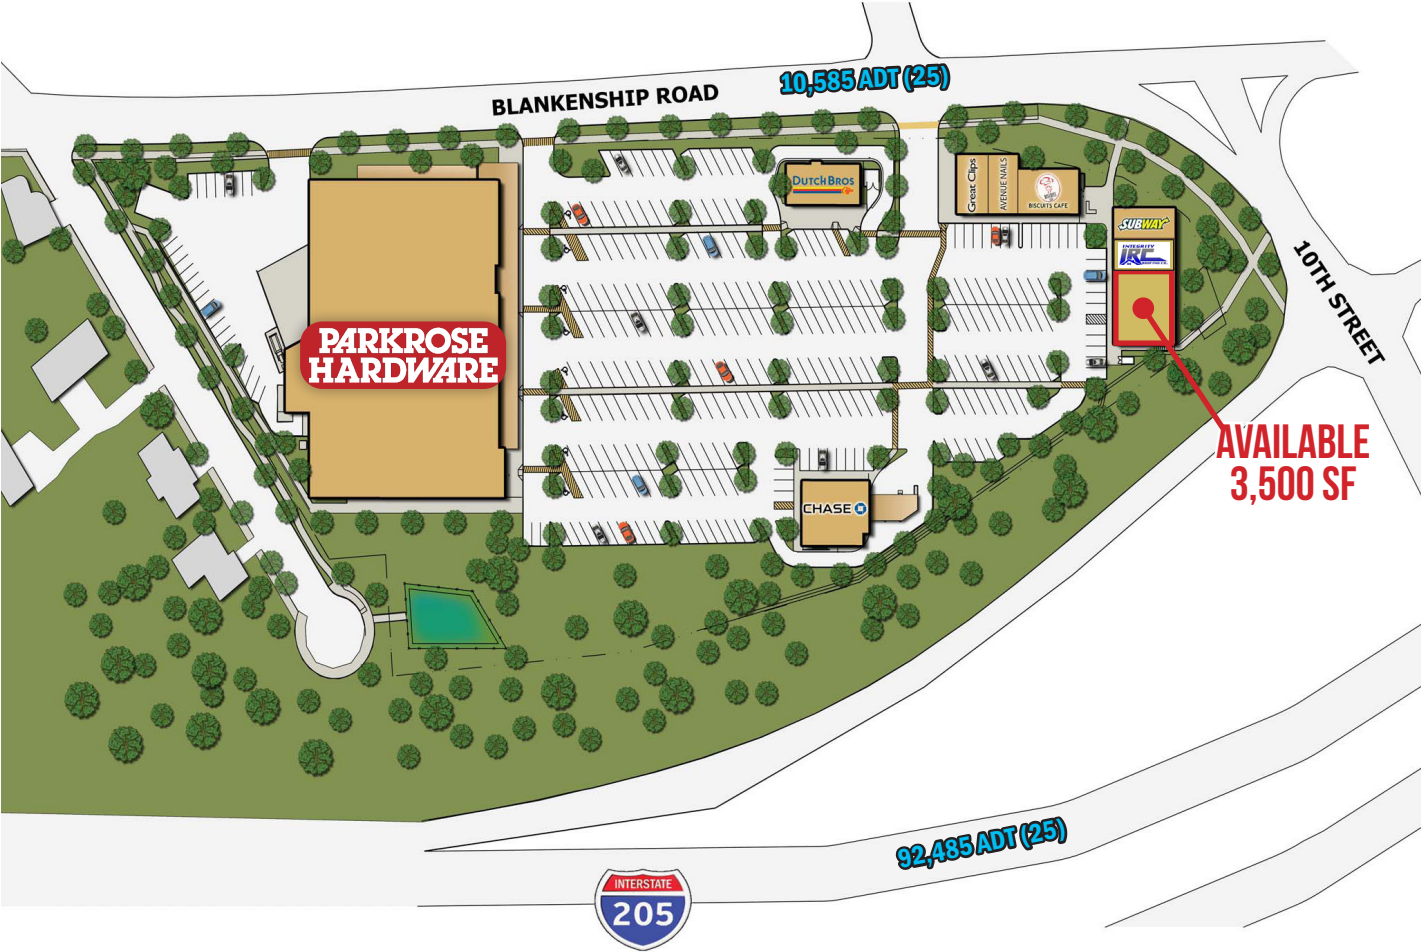 10,585 ADT (25)
BLANKENSHIP ROAD
DUTCH BROS
Great Clips
AVENUE NAILS
BISCUITS CAFE
SUBWAY
INTEGRITY
IRC
10TH STREET
PARKROSE
HARDWARE
AVAILABLE
3,500 SF
CHASE
92,485 ADT (25)
INTERSTATE
205